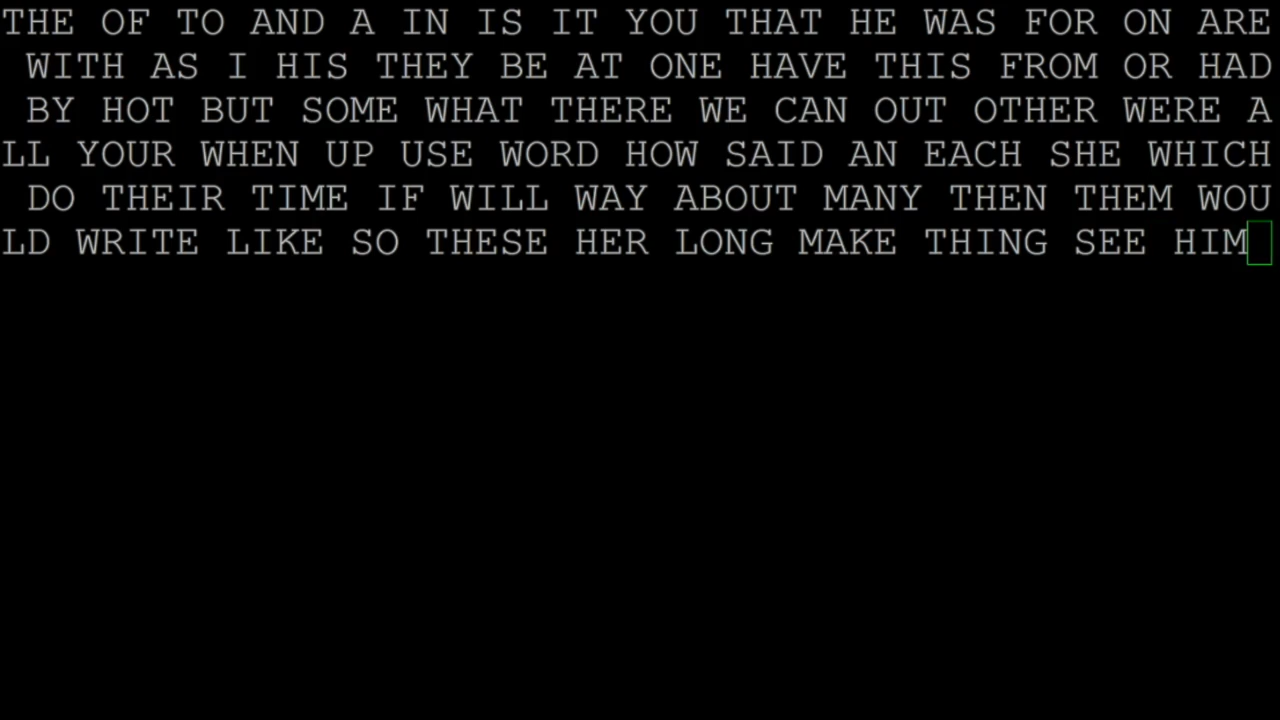 THE OF TO AND A IN IS IT YOU THAT HE WAS FOR ON ARE
WITH AS I HIS THEY BE AT ONE HAVE THIS FROM OR HAD
BY HOT BUT SOME WHAT THERE WE CAN OUT OTHER WERE A
LL YOUR WHEN UP USE WORD HOW SAID AN EACH SHE WHICH
DO THEIR TIME IF WILL WAY ABOUT MANY THEN THEM WOU
LD WRITE LIKE SO THESE HER LONG MAKE THING SEE HIM